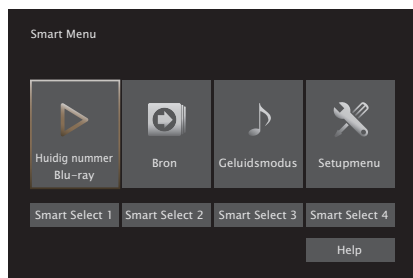 Smart Menu
Huidig nummer
Blu-ray
Bron
Geluidsmodus
Setupmenu
Smart Select 1
Smart Select 2
Smart Select 3
Smart Select 4
Help